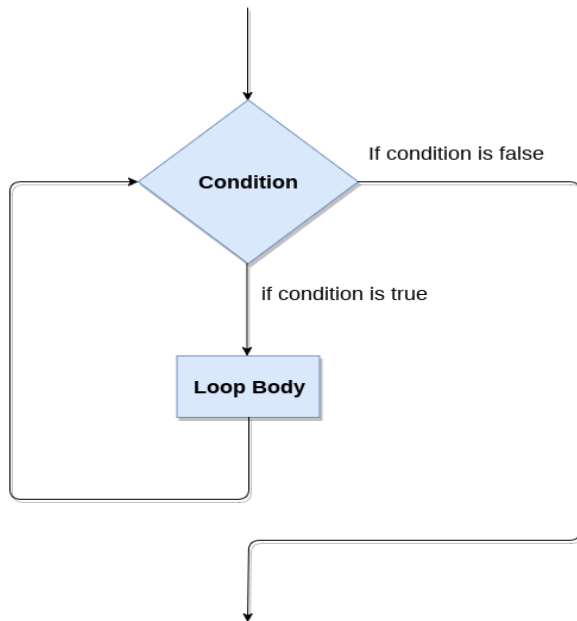 If condition is false
Condition
if condition is true
Loop Body